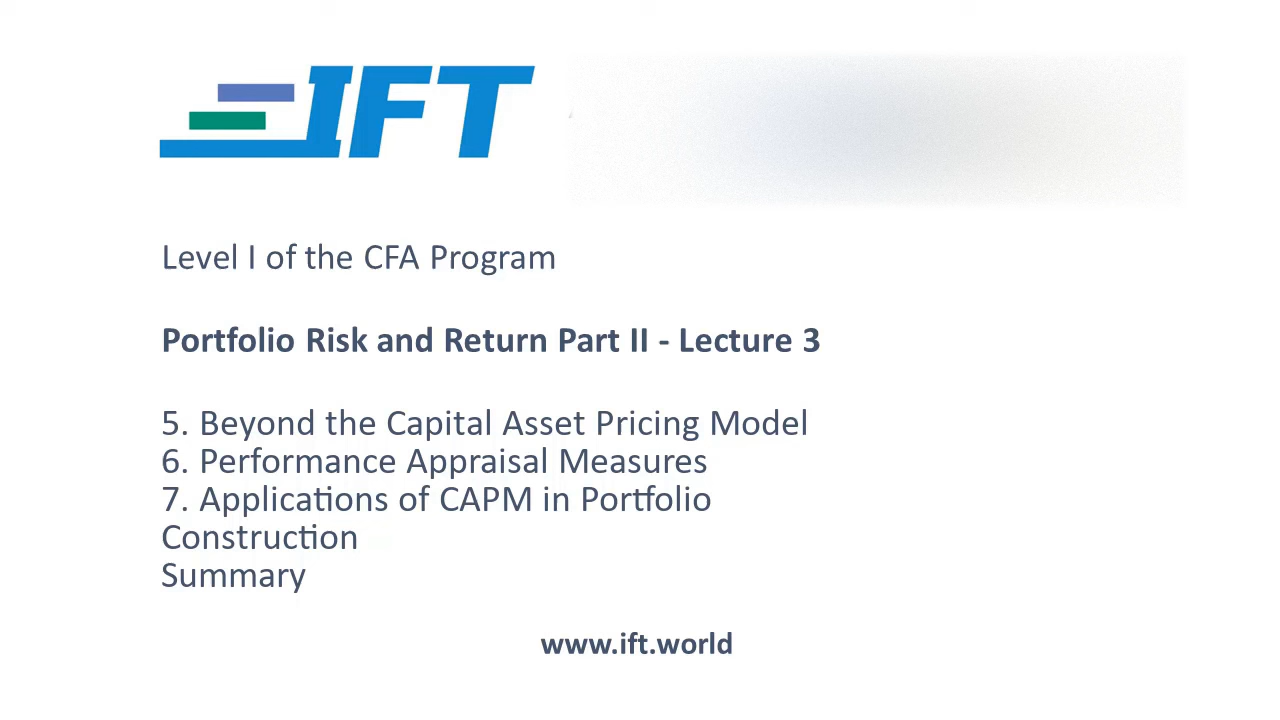 IFT
Level I of the CFA Program
Portfolio Risk and Return Part II - Lecture 3
5. Beyond the Capital Asset Pricing Model
6. Performance Appraisal Measures
7. Applications of CAPM in Portfolio
Construction
Summary
www.ift.world